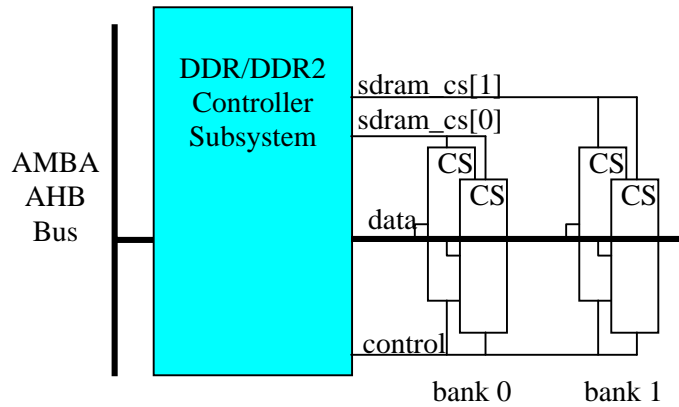 DDR/DDR2
Controller
Subsystem
sdram_cs[1]
sdram_cs[0]
AMBA
AHB
Bus
CS
CS
CS
CS
data
control
bank 0
bank 1